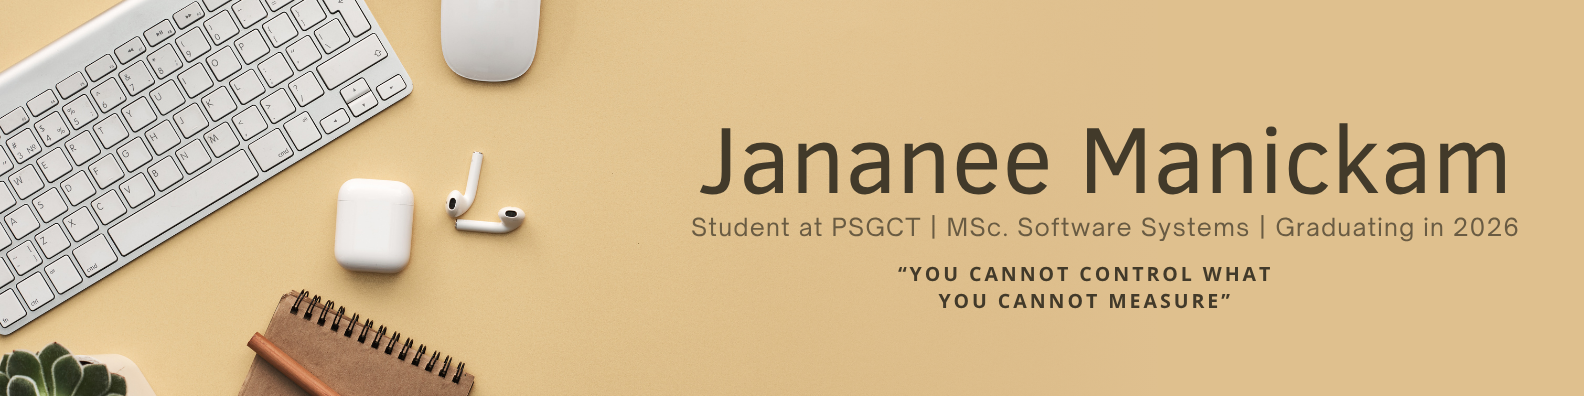 Jananee Manickam
Student at PSGCT | MSc. Software Systems | Graduating in 2026
“YOU CANNOT CONTROL WHAT
YOU CANNOT MEASURE”